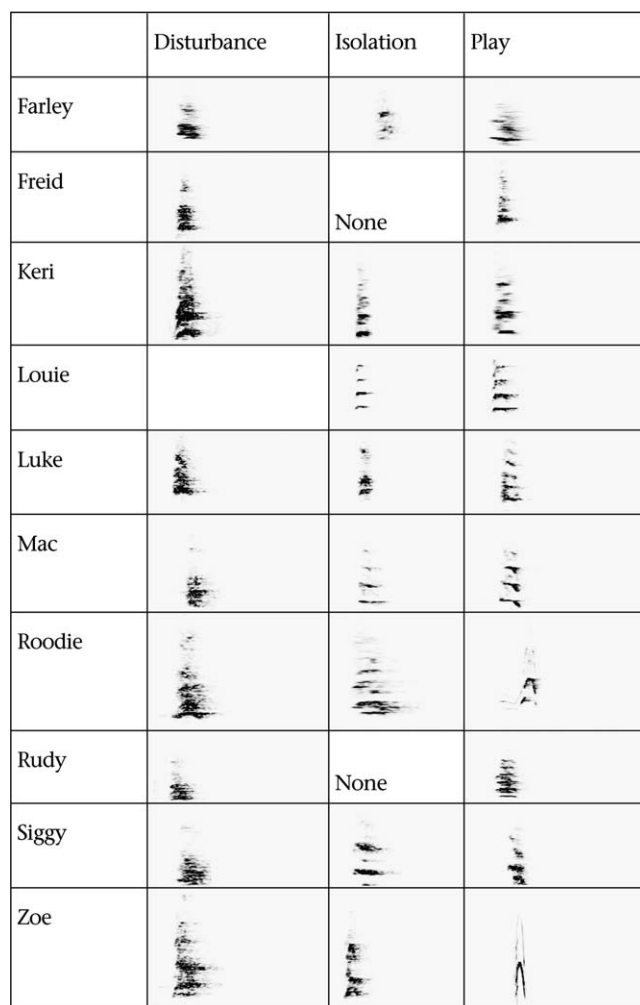 Disturbance Isolation Play
Farley
Freid
None
Keri
Louie
Luke
Mac
Roodie
Rudy
None
Siggy
Zoe